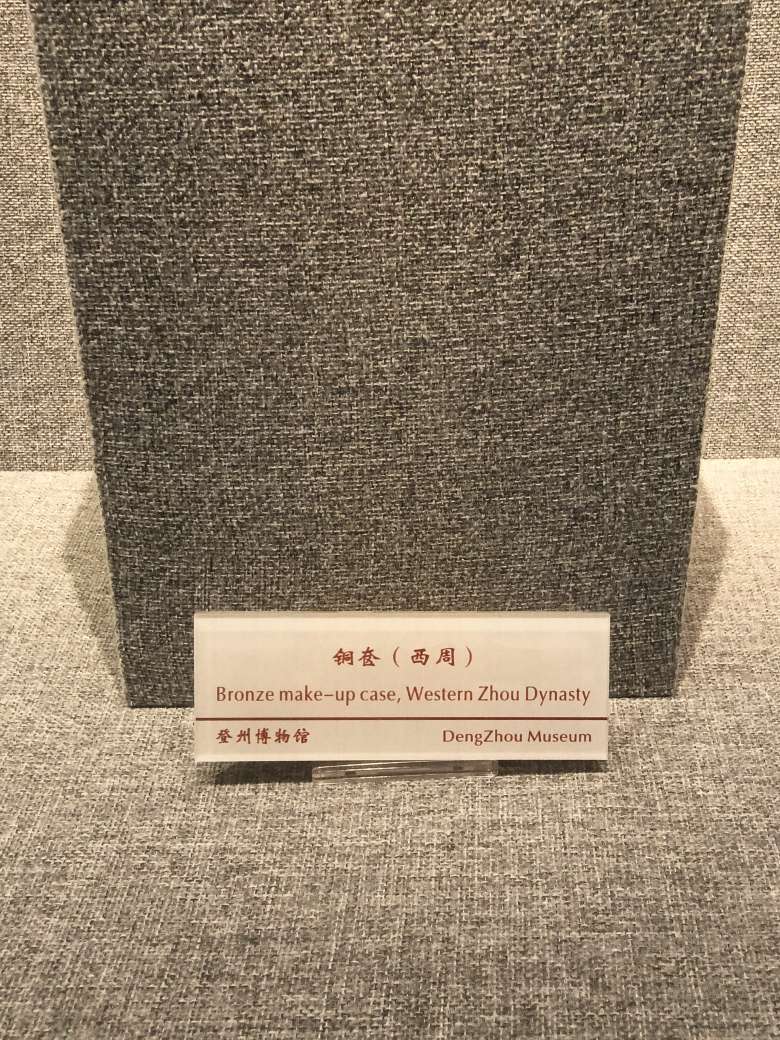 铜奁（西周）
Bronze make-up case, Western Zhou Dynasty
登州博物馆
DengZhou Museum